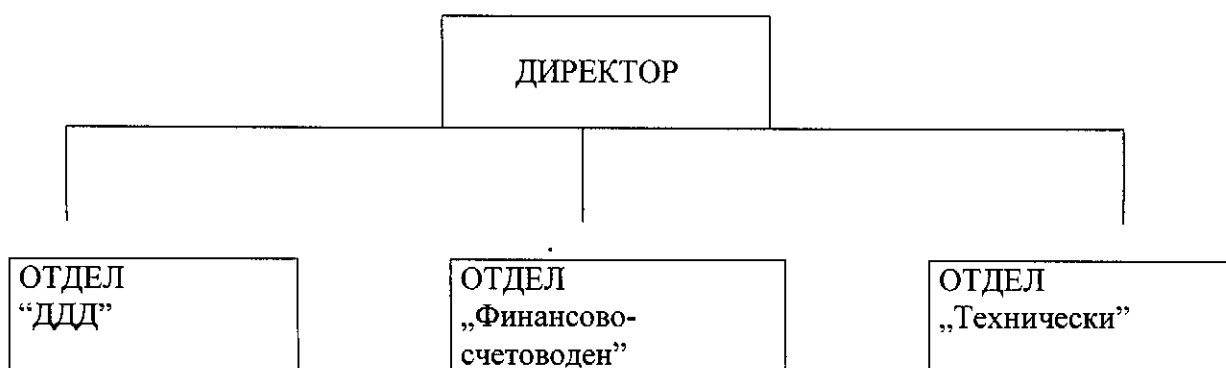 ДИРЕКТОР
ОТДЕЛ
“ДДД”
ОТДЕЛ
„Финансово-
счетоводен”
ОТДЕЛ
„Технически”